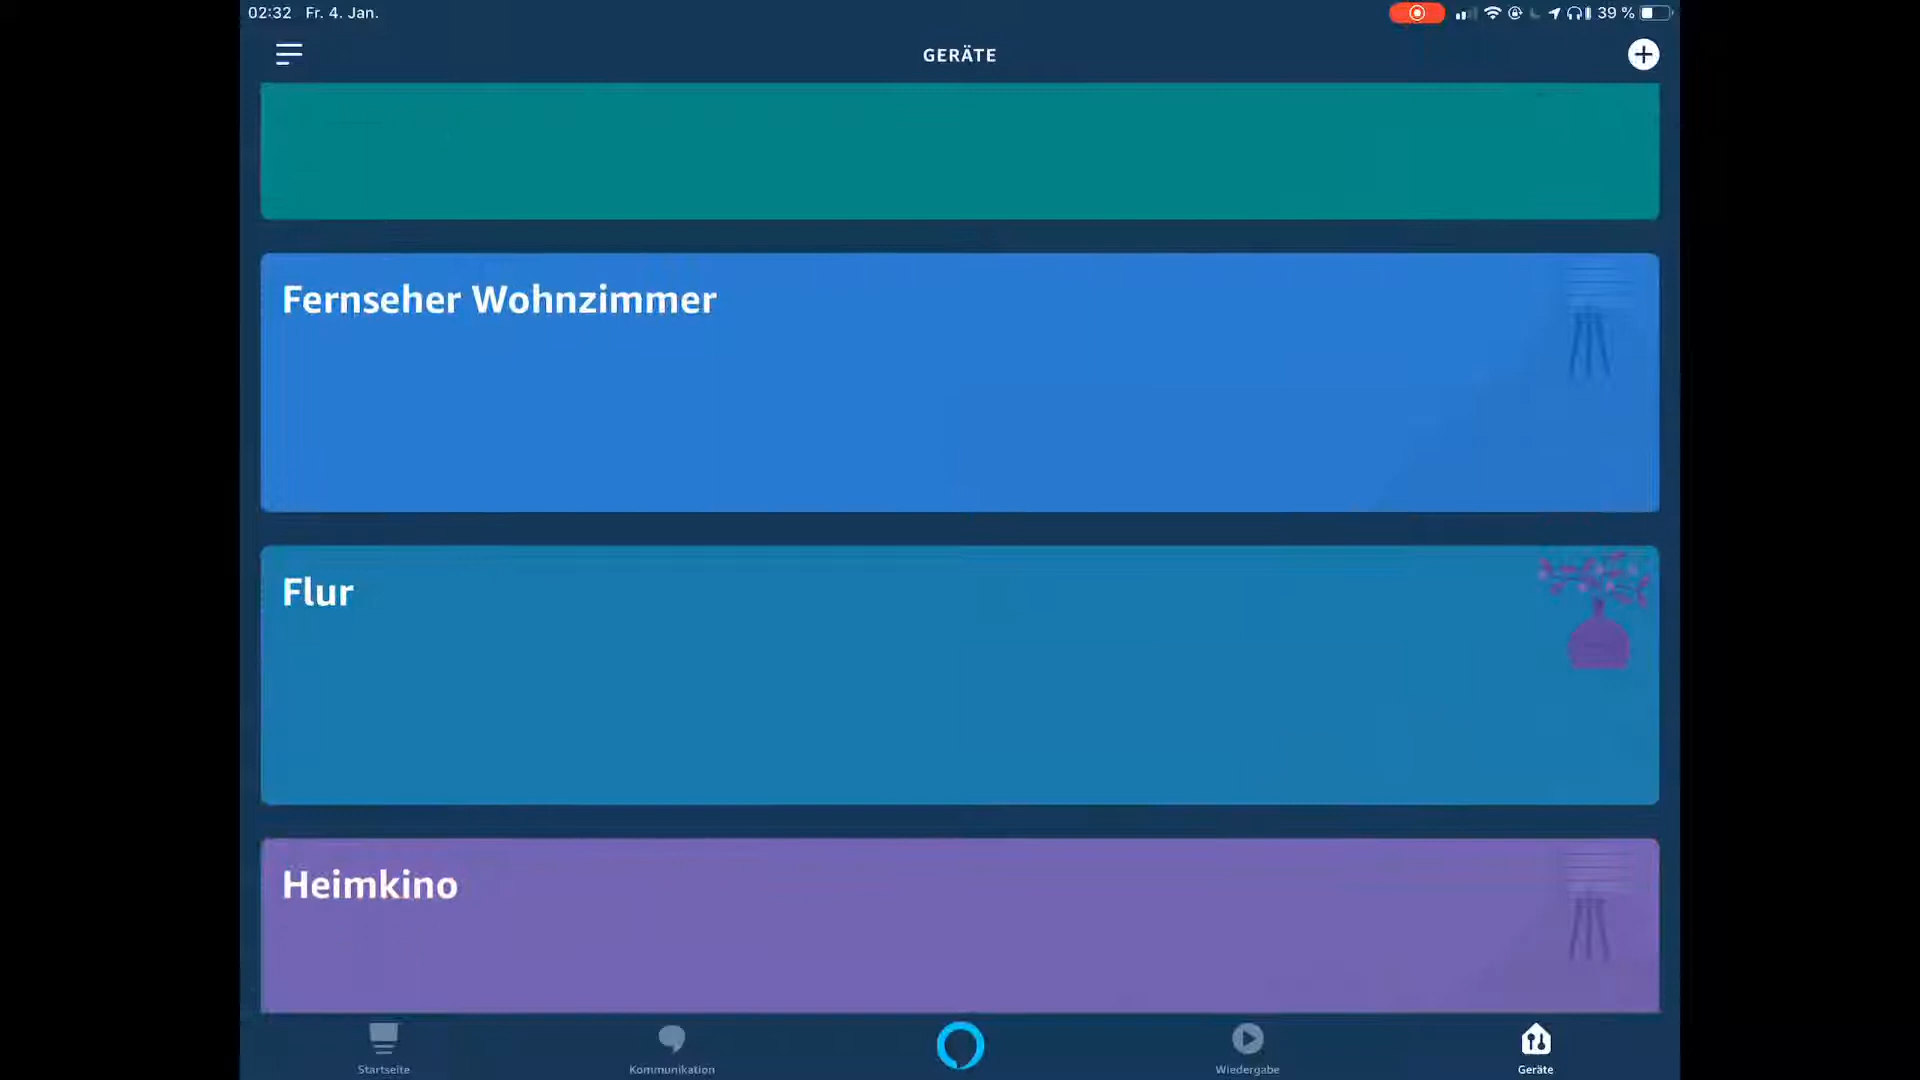 02:32 Fr. 4. Jan.
39 %
GERÄTE
Fernseher Wohnzimmer
Flur
Heimkino
Startseite
Kommunikation
Wiedergabe
Geräte